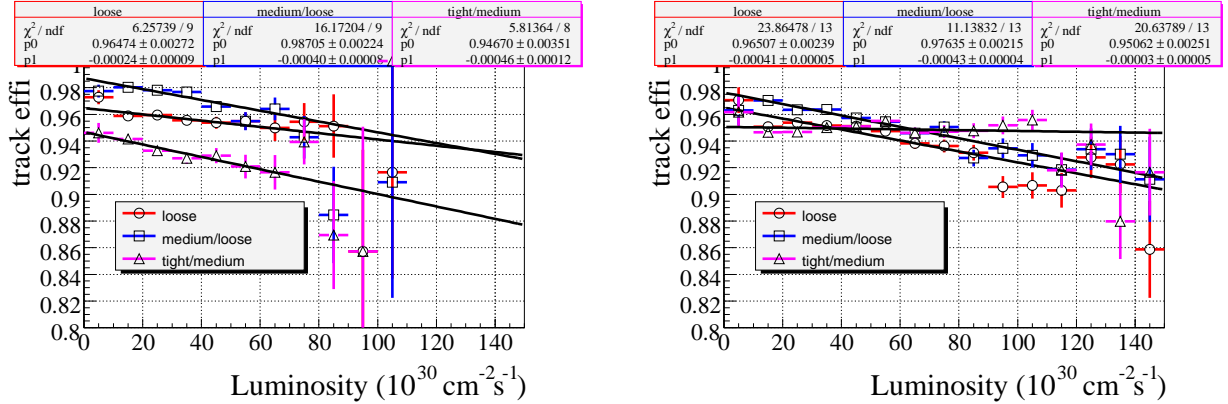 loose medium/loose tight/medium
χ² / ndf 6.25739 / 9 χ² / ndf 16.17204 / 9 χ² / ndf 5.81364 / 8
p0 0.96474 ± 0.00272 p0 0.98705 ± 0.00224 p0 0.94670 ± 0.00351
p1 -0.00024 ± 0.00009 p1 -0.00040 ± 0.00008 p1 -0.00046 ± 0.00012
track effi
1
0.98
0.96
0.94
0.92
0.9
0.88
0.86
0.84
0.82
0.8
loose
medium/loose
tight/medium
0 20 40 60 80 100 120 140
Luminosity (10³⁰ cm⁻²s⁻¹)
loose medium/loose tight/medium
χ² / ndf 23.86478 / 13 χ² / ndf 11.13832 / 13 χ² / ndf 20.63789 / 13
p0 0.96507 ± 0.00239 p0 0.97635 ± 0.00215 p0 0.95062 ± 0.00251
p1 -0.00041 ± 0.00005 p1 -0.00043 ± 0.00004 p1 -0.00003 ± 0.00005
track effi
1
0.98
0.96
0.94
0.92
0.9
0.88
0.86
0.84
0.82
0.8
loose
medium/loose
tight/medium
0 20 40 60 80 100 120 140
Luminosity (10³⁰ cm⁻²s⁻¹)